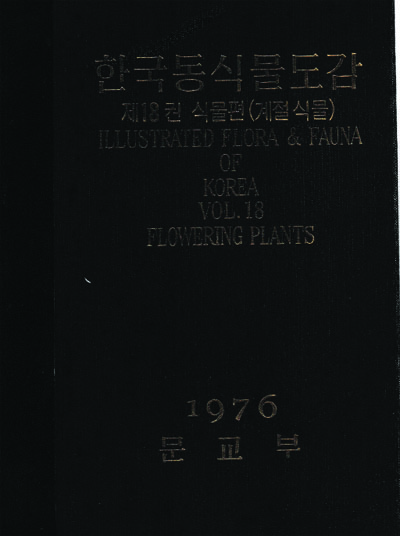 한국동식물도감
제18권 식물편(계절식물)
ILLUSTRATED FLORA & FAUNA
OF
KOREA
VOL.18
FLOWERING PLANTS
1976
문교부